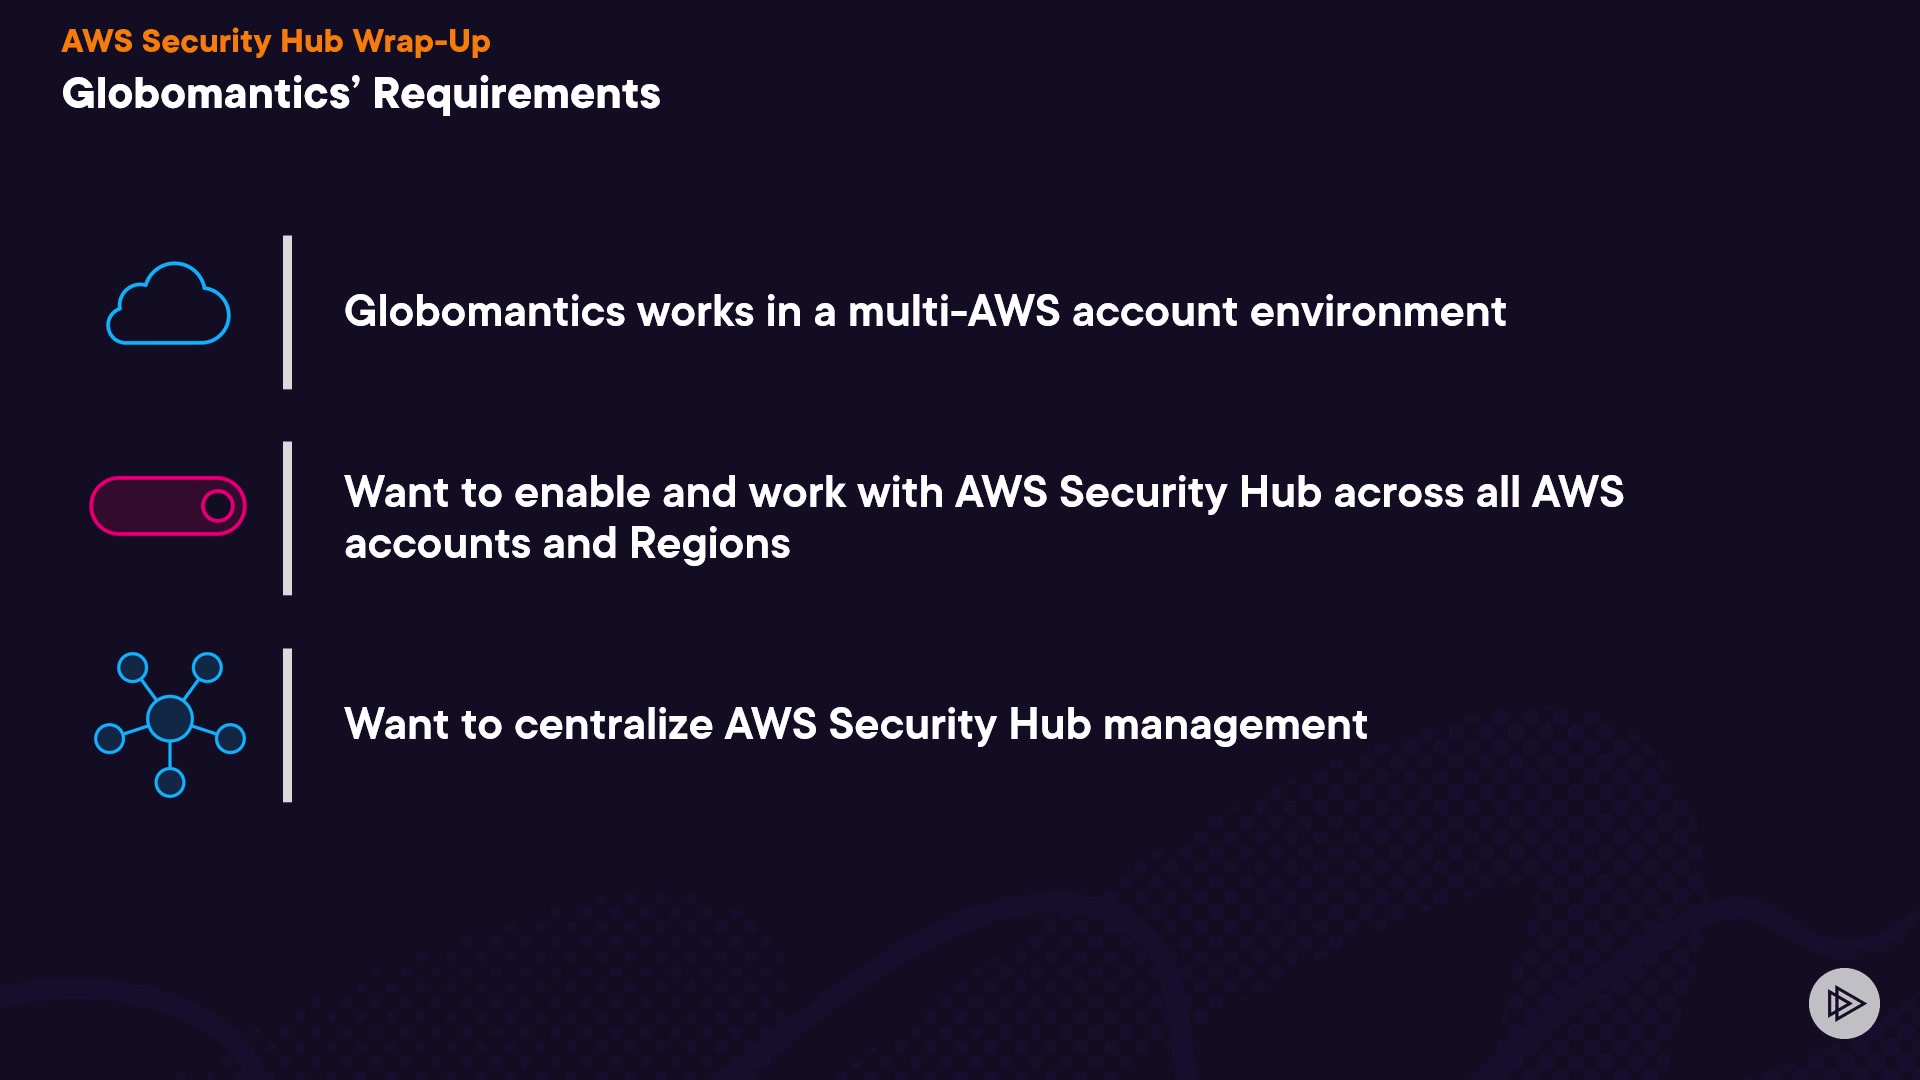 AWS Security Hub Wrap-Up
Globomantics’ Requirements
Globomantics works in a multi-AWS account environment
Want to enable and work with AWS Security Hub across all AWS
accounts and Regions
Want to centralize AWS Security Hub management